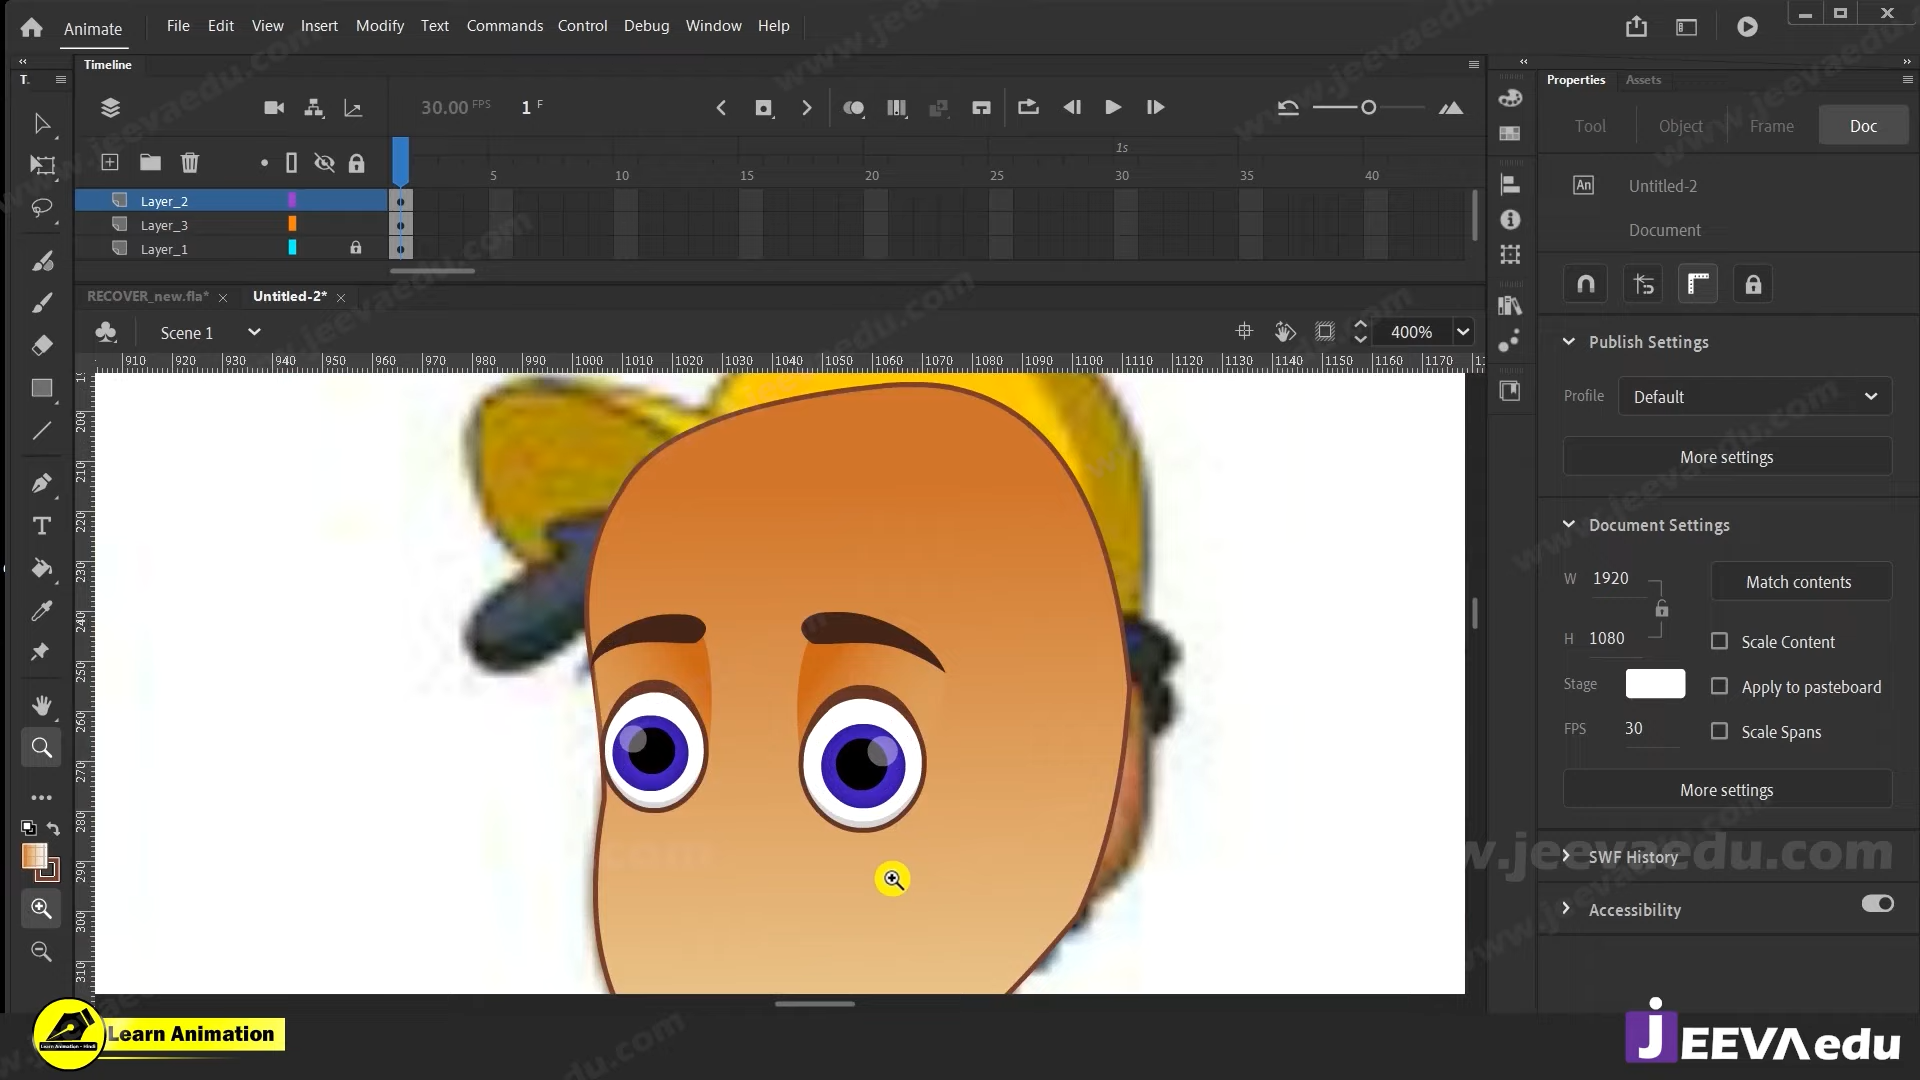 Animate File Edit View Insert Modify Text Commands Control Debug Window Help
Timeline
T.
30.00 FPS 1 F
1s
5 10 15 20 25 30 35 40
Layer_2
Layer_3
Layer_1
RECOVER_new.fla* Untitled-2*
Scene 1
400%
910 920 930 940 950 960 970 980 990 1000 1010 1020 1030 1040 1050 1060 1070 1080 1090 1100 1110 1120 1130 1140 1150 1160 1170
200
210
220
230
240
250
260
270
280
290
300
310
Properties Assets
Tool Object Frame Doc
An Untitled-2
Document
Publish Settings
Profile Default
More settings
Document Settings
W 1920 Match contents
H 1080 Scale Content
Stage Apply to pasteboard
FPS 30 Scale Spans
More settings
SWF History
Accessibility
www.jeevaedu.com
Learn Animation
Learn Animation - Hindi
JEEVA edu